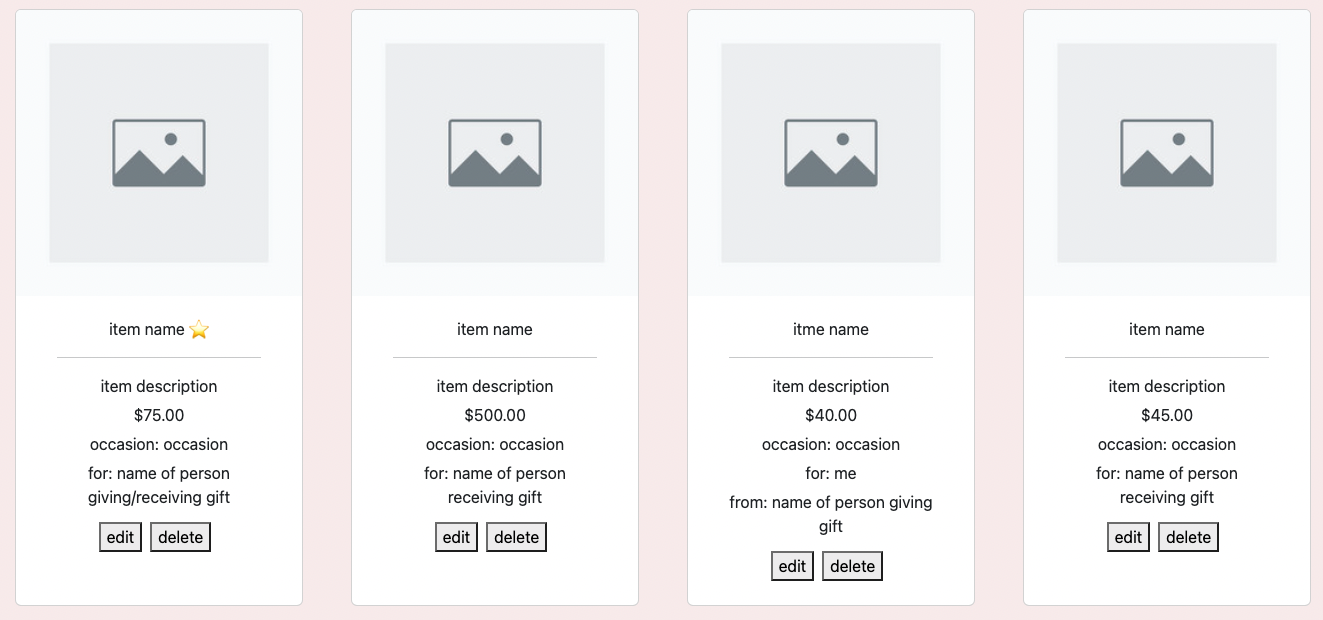 item name ⭐
item description
$75.00
occasion: occasion
for: name of person
giving/receiving gift
edit delete
item name
item description
$500.00
occasion: occasion
for: name of person
receiving gift
edit delete
itme name
item description
$40.00
occasion: occasion
for: me
from: name of person giving
gift
edit delete
item name
item description
$45.00
occasion: occasion
for: name of person
receiving gift
edit delete